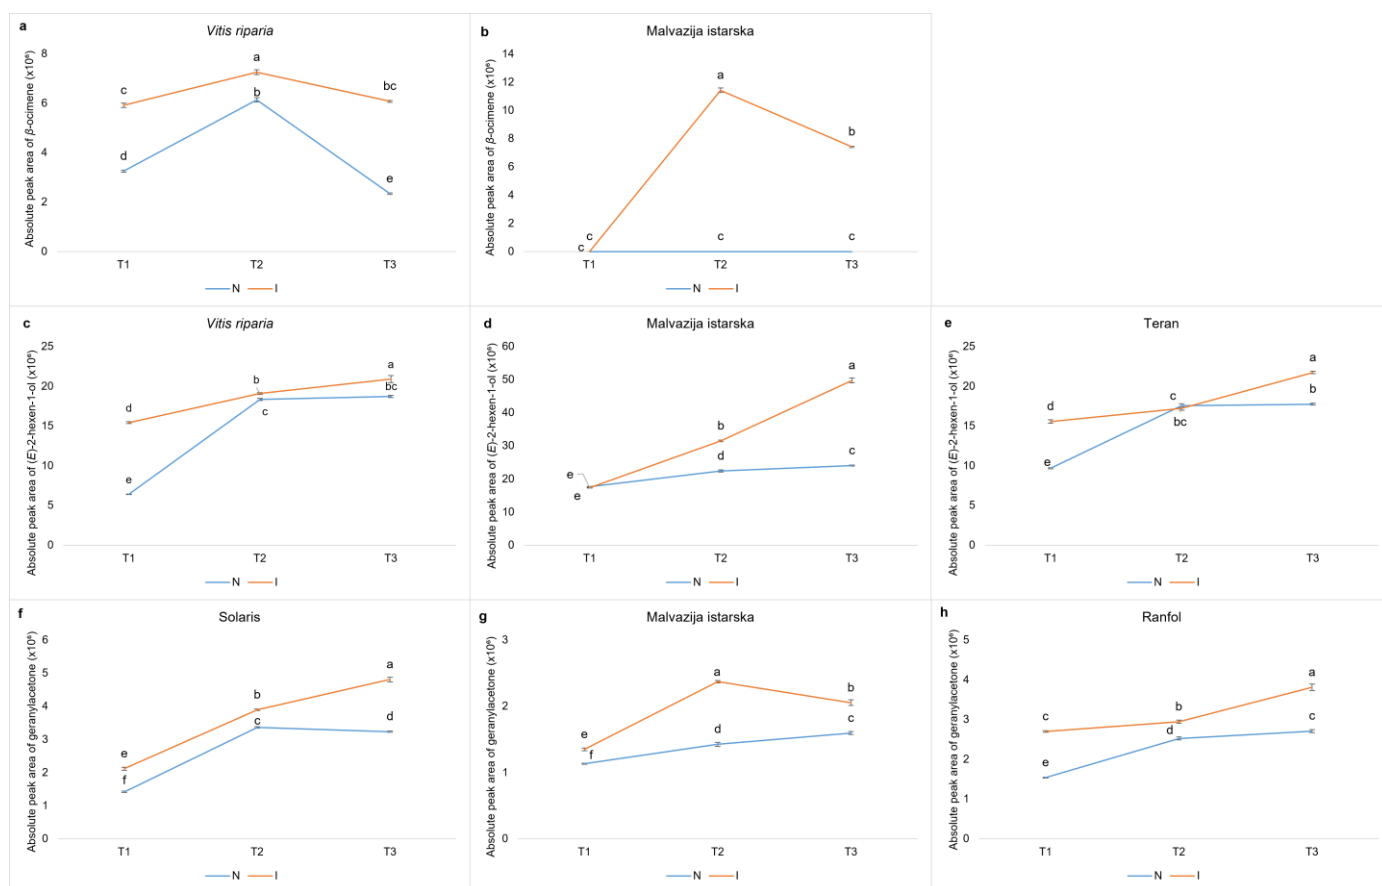 a
Vitis riparia
Absolute peak area of β-ocimene (x10⁶)
8
6
4
2
0
c
a
bc
d
b
e
T1 T2 T3
N I
b
Malvazija istarska
Absolute peak area of β-ocimene (x10⁶)
14
12
10
8
6
4
2
0
a
b
c
c
c
c
T1 T2 T3
N I
c
Vitis riparia
Absolute peak area of (E)-2-hexen-1-ol (x10⁶)
25
20
15
10
5
0
d
b
a
e
c
bc
T1 T2 T3
N I
d
Malvazija istarska
Absolute peak area of (E)-2-hexen-1-ol (x10⁶)
60
50
40
30
20
10
0
e
b
a
e
d
c
T1 T2 T3
N I
e
Teran
Absolute peak area of (E)-2-hexen-1-ol (x10⁶)
25
20
15
10
5
0
d
c
a
e
bc
b
T1 T2 T3
N I
f
Solaris
Absolute peak area of geranylacetone (x10⁶)
6
5
4
3
2
1
0
e
b
a
f
c
d
T1 T2 T3
N I
g
Malvazija istarska
Absolute peak area of geranylacetone (x10⁶)
3
2
1
0
e
a
b
f
d
c
T1 T2 T3
N I
h
Ranfol
Absolute peak area of geranylacetone (x10⁶)
5
4
3
2
1
0
c
b
a
e
d
c
T1 T2 T3
N I